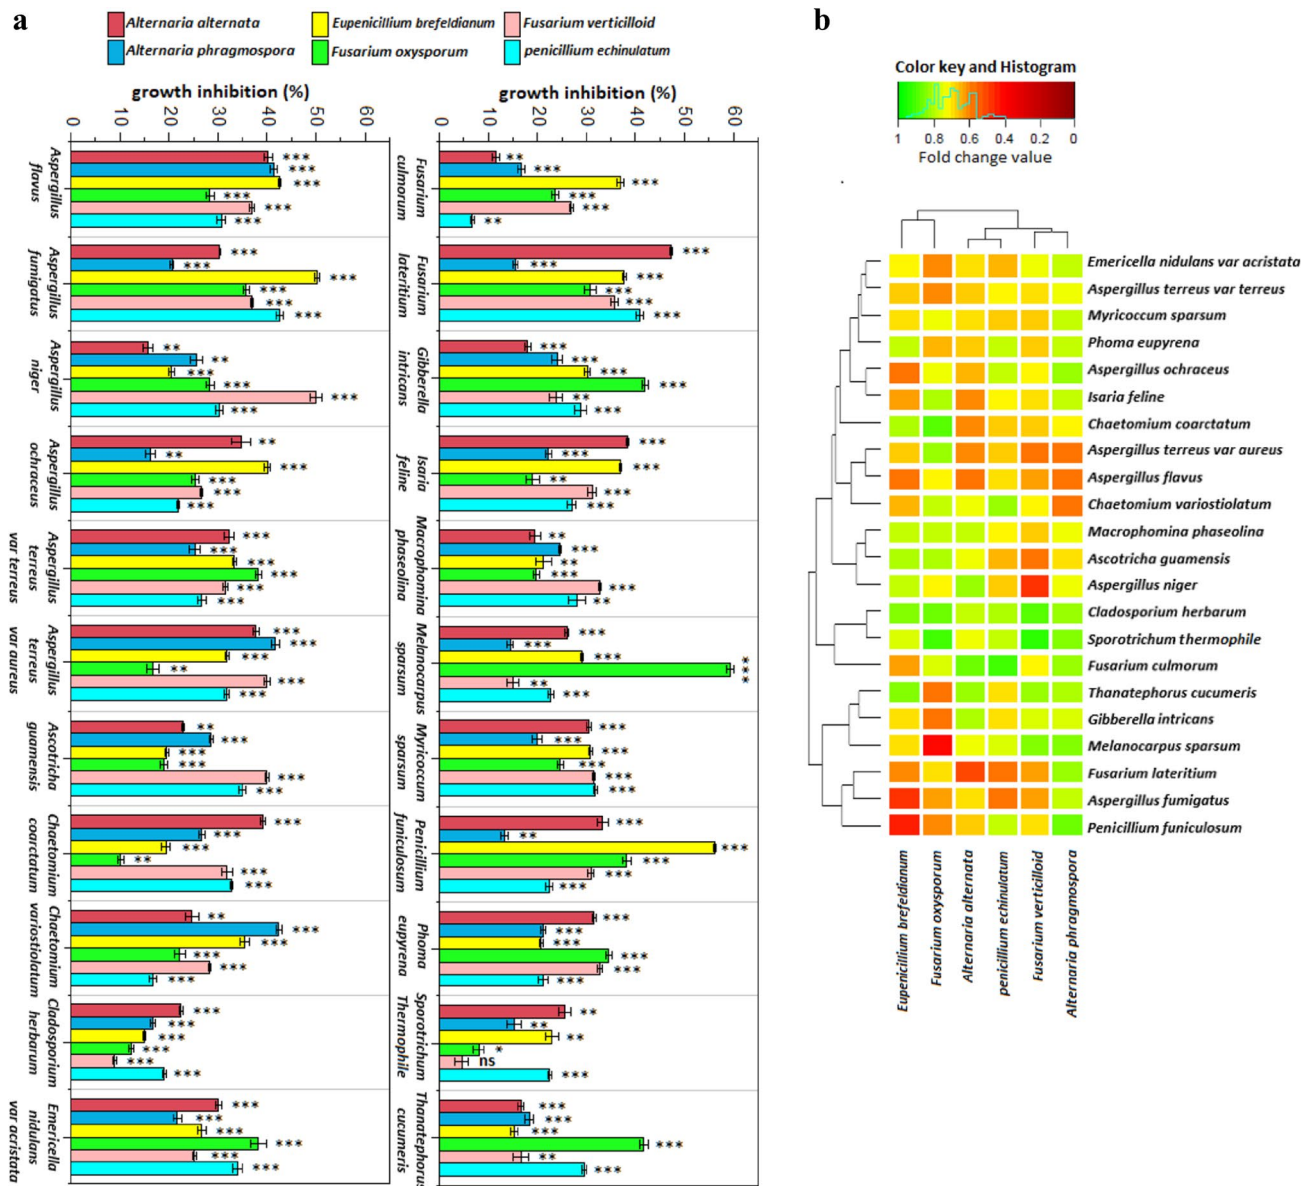 a
Alternaria alternata
Eupenicillium brefeldianum
Fusarium verticilloid
Alternaria phragmospora
Fusarium oxysporum
penicillium echinulatum
growth inhibition (%)
0 10 20 30 40 50 60
Aspergillus
flavus
***
***
***
***
***
***
Aspergillus
fumigatus
***
***
***
***
***
***
Aspergillus
niger
**
**
***
***
***
***
Aspergillus
ochraceus
**
**
***
***
***
***
Aspergillus
terreus
var terreus
***
***
***
***
***
***
Aspergillus
terreus
var aureus
***
***
***
**
***
***
Ascotricha
guamensis
**
***
***
***
***
***
Chaetomium
coarctatum
***
***
***
**
***
***
Chaetomium
variostiolatum
**
***
***
***
***
***
Cladosporium
herbarum
***
***
***
***
***
***
Emericella
nidulans
var acristata
***
***
***
***
***
***
growth inhibition (%)
0 10 20 30 40 50 60
Fusarium
culmorum
**
***
***
***
***
**
Fusarium
lateritium
***
***
***
***
***
***
Gibberella
intricans
***
***
***
***
**
***
Isaria
feline
***
***
***
**
***
***
Macrophomina
phaseolina
**
***
**
***
***
**
Melanocarpus
sparsum
***
***
***
***
**
***
Myricoccum
sparsum
***
***
***
***
***
***
Penicillium
funiculosum
***
**
***
***
***
***
Phoma
eupyrena
***
***
***
***
***
***
Sporotrichum
Thermophile
**
**
**
*
ns
***
Thanatephorus
cucumeris
***
***
***
***
**
***
b
Color key and Histogram
1 0.8 0.6 0.4 0.2 0
Fold change value
Emericella nidulans var acristata
Aspergillus terreus var terreus
Myricoccum sparsum
Phoma eupyrena
Aspergillus ochraceus
Isaria feline
Chaetomium coarctatum
Aspergillus terreus var aureus
Aspergillus flavus
Chaetomium variostiolatum
Macrophomina phaseolina
Ascotricha guamensis
Aspergillus niger
Cladosporium herbarum
Sporotrichum thermophile
Fusarium culmorum
Thanatephorus cucumeris
Gibberella intricans
Melanocarpus sparsum
Fusarium lateritium
Aspergillus fumigatus
Penicillium funiculosum
Eupenicillium brefeldianum
Fusarium oxysporum
Alternaria alternata
penicillium echinulatum
Fusarium verticilloid
Alternaria phragmospora